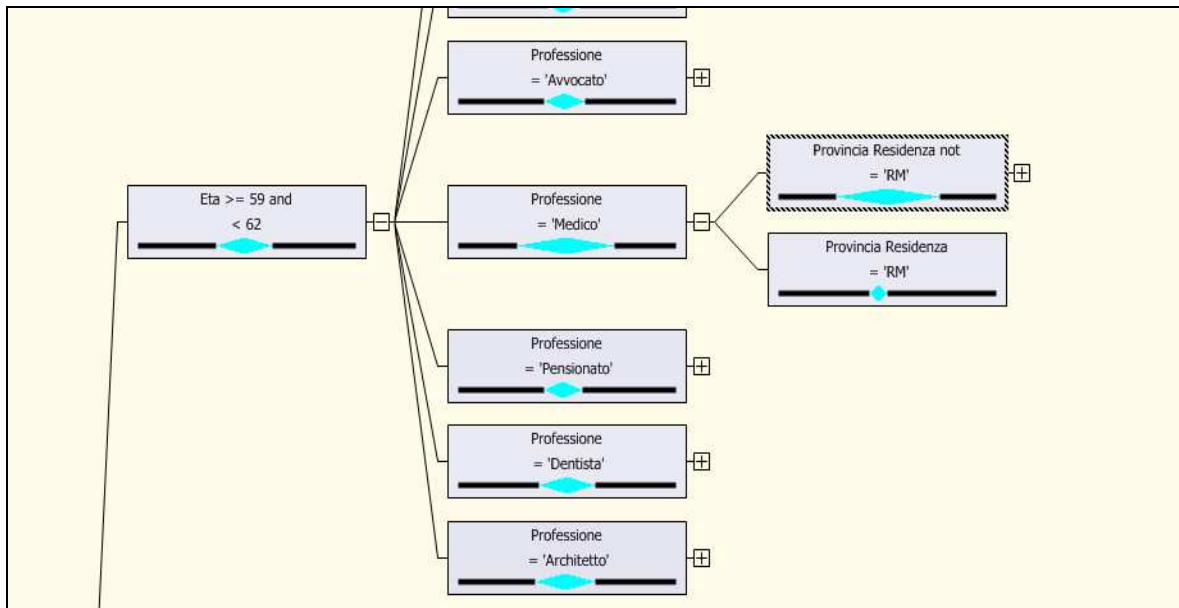 Professione
= 'Avvocato'
Eta >= 59 and
< 62
Professione
= 'Medico'
Provincia Residenza not
= 'RM'
Provincia Residenza
= 'RM'
Professione
= 'Pensionato'
Professione
= 'Dentista'
Professione
= 'Architetto'